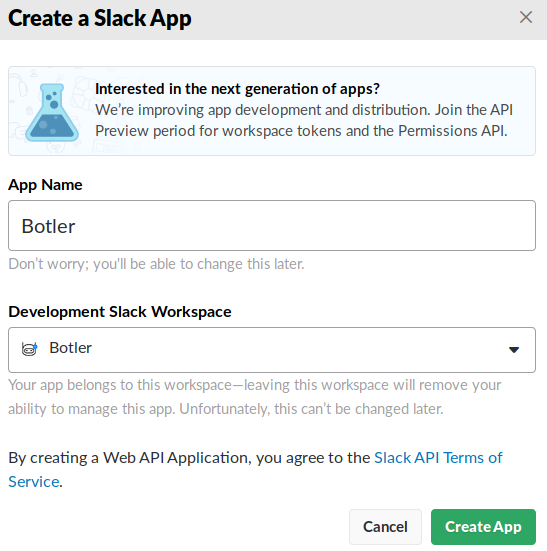 Create a Slack App
Interested in the next generation of apps?
We're improving app development and distribution. Join the API
Preview period for workspace tokens and the Permissions API.
App Name
Botler
Don't worry; you'll be able to change this later.
Development Slack Workspace
Botler
Your app belongs to this workspace—leaving this workspace will remove your
ability to manage this app. Unfortunately, this can't be changed later.
By creating a Web API Application, you agree to the Slack API Terms of
Service.
Cancel
Create App